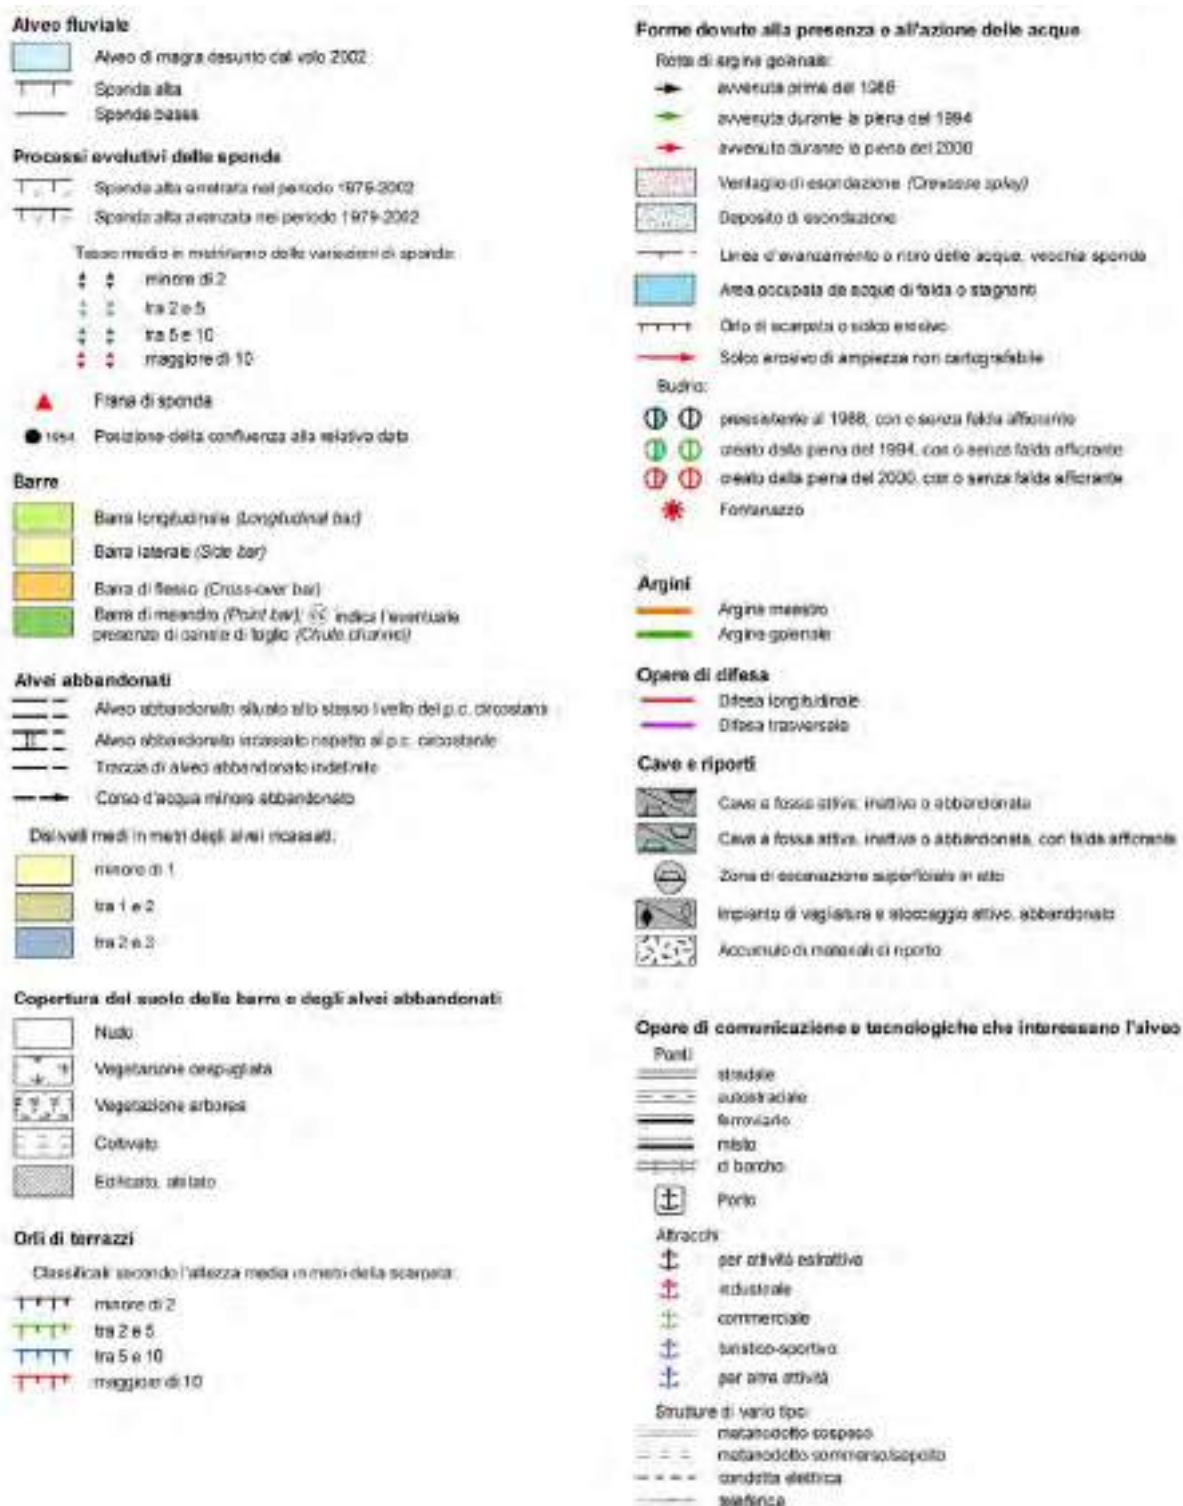 Alveo fluviale
Alveo di magra desunto dal volo 2002
Sponda alta
Sponda bassa
Processi evolutivi delle sponde
Sponda alta arretrata nel periodo 1979-2002
Sponda alta avanzata nel periodo 1979-2002
Tasso medio in metri/anno delle variazioni di sponda:
minore di 2
tra 2 e 5
tra 5 e 10
maggiore di 10
Frana di sponda
1954 Posizione della confluenza alla relativa data
Barre
Barra longitudinale (Longitudinal bar)
Barra laterale (Side bar)
Barra di flesso (Cross-over bar)
Barra di meandro (Point bar); indica l'eventuale
presenza di canale di taglio (Chute channel)
Alvei abbandonati
Alveo abbandonato situato allo stesso livello del p.c. circostante
Alveo abbandonato incassato rispetto al p.c. circostante
Traccia di alveo abbandonato indefinito
Corso d'acqua minore abbandonato
Dislivelli medi in metri degli alvei incassati:
minore di 1
tra 1 e 2
tra 2 e 3
Copertura del suolo delle barre e degli alvei abbandonati
Nudo
Vegetazione cespugliata
Vegetazione arborea
Coltivato
Edificato, abitato
Orli di terrazzi
Classificati secondo l'altezza media in metri della scarpata:
minore di 2
tra 2 e 5
tra 5 e 10
maggiore di 10
Forme dovute alla presenza e all'azione delle acque
Rotta di argine golenale:
avvenuta prima del 1988
avvenuta durante la piena del 1994
avvenuta durante la piena del 2000
Ventaglio di esondazione (Crevasse splay)
Deposito di esondazione
Linea d'avanzamento o ritiro delle acque, vecchia sponda
Area occupata da acque di falda o stagnanti
Orlo di scarpata o solco erosivo
Solco erosivo di ampiezza non cartografabile
Budrio:
preesistente al 1988, con o senza falda affiorante
creato dalla piena del 1994, con o senza falda affiorante
creato dalla piena del 2000, con o senza falda affiorante
Fontanazzo
Argini
Argine maestro
Argine golenale
Opere di difesa
Difesa longitudinale
Difesa trasversale
Cave e riporti
Cava a fossa attiva, inattiva o abbandonata
Cava a fossa attiva, inattiva o abbandonata, con falda affiorante
Zona di escavazione superficiale in atto
Impianto di vagliatura e stoccaggio attivo, abbandonato
Accumulo di materiali di riporto
Opere di comunicazione e tecnologiche che interessano l'alveo
Ponti
stradale
autostradale
ferroviario
misto
di barche
Porto
Attracchi
per attività estrattiva
industriale
commerciale
turistico-sportivo
per altre attività
Strutture di vario tipo:
metanodotto sospeso
metanodotto sommerso/sepolto
condotta elettrica
teleferica